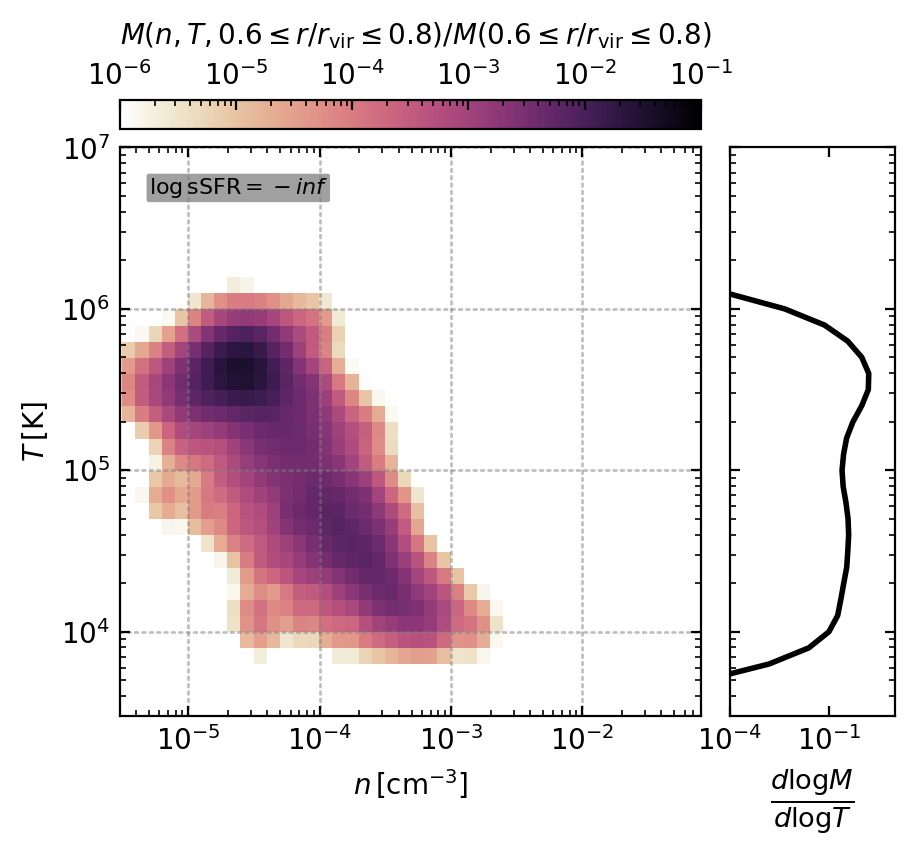 M(n, T, 0.6 ≤ r/r_vir ≤ 0.8)/M(0.6 ≤ r/r_vir ≤ 0.8)
10^−6 10^−5 10^−4 10^−3 10^−2 10^−1
10^7
log sSFR = −inf
10^6
10^5
10^4
T [K]
10^−5 10^−4 10^−3 10^−2 10^−4 10^−1
n [cm^−3]
dlogM
dlogT